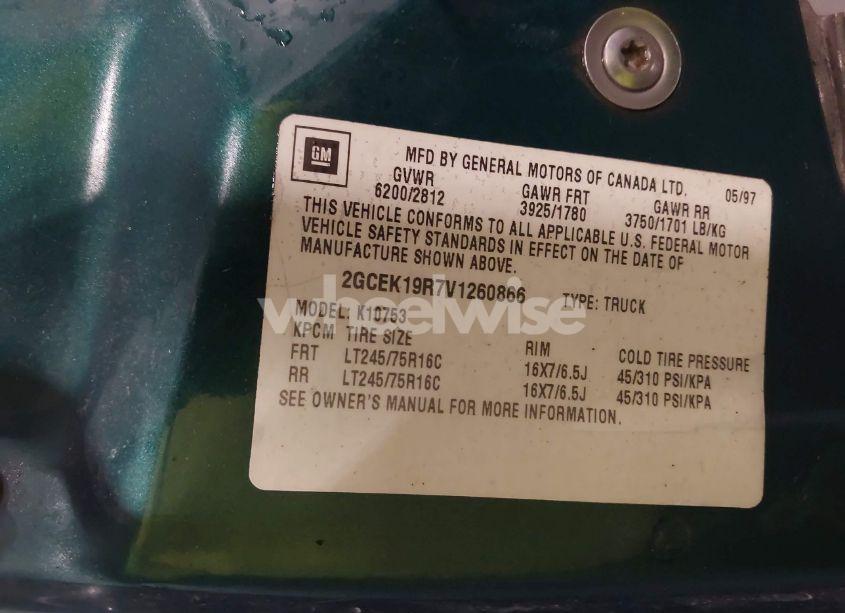 GM
MFD BY GENERAL MOTORS OF CANADA LTD. 05/97
GVWR GAWR FRT GAWR RR
6200/2812 3925/1780 3750/1701 LB/KG
THIS VEHICLE CONFORMS TO ALL APPLICABLE U.S. FEDERAL MOTOR
VEHICLE SAFETY STANDARDS IN EFFECT ON THE DATE OF
MANUFACTURE SHOWN ABOVE.
2GCEK19R7V1260866 TYPE: TRUCK
wheelwise
MODEL: K10753
KPCM TIRE SIZE RIM COLD TIRE PRESSURE
FRT LT245/75R16C 16X7/6.5J 45/310 PSI/KPA
RR LT245/75R16C 16X7/6.5J 45/310 PSI/KPA
SEE OWNER'S MANUAL FOR MORE INFORMATION.